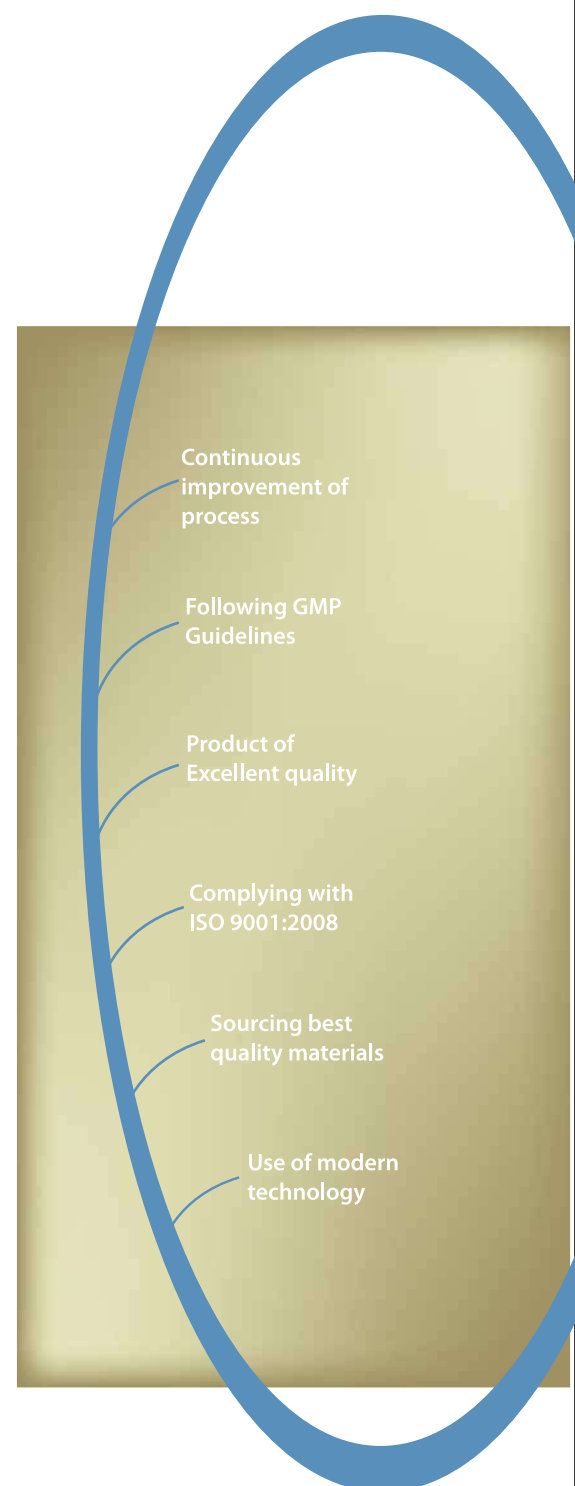 Continuous
improvement of
process
Following GMP
Guidelines
Product of
Excellent quality
Complying with
ISO 9001:2008
Sourcing best
quality materials
Use of modern
technology